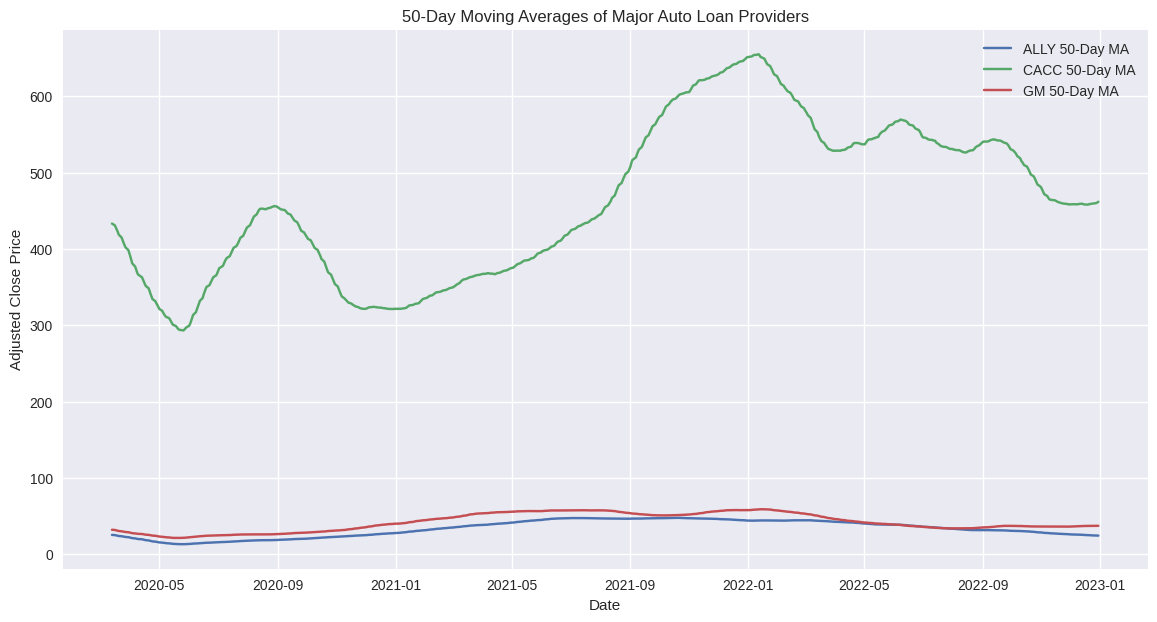 50-Day Moving Averages of Major Auto Loan Providers
ALLY 50-Day MA
CACC 50-Day MA
GM 50-Day MA
Adjusted Close Price
600
500
400
300
200
100
0
2020-05 2020-09 2021-01 2021-05 2021-09 2022-01 2022-05 2022-09 2023-01
Date